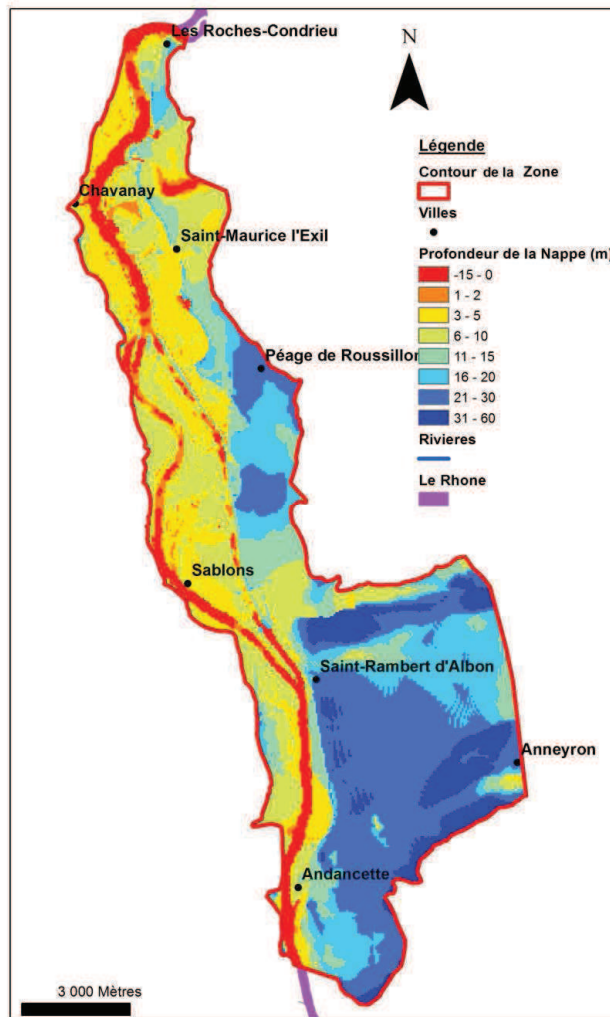 Les Roches-Condrieu
N
Légende
Contour de la Zone
Chavanay
Villes
Saint-Maurice l'Exil
Profondeur de la Nappe (m)
-15 - 0
1 - 2
3 - 5
6 - 10
11 - 15
16 - 20
21 - 30
31 - 60
Péage de Roussillon
Rivieres
Le Rhone
Sablons
Saint-Rambert d'Albon
Anneyron
Andancette
3 000 Mètres